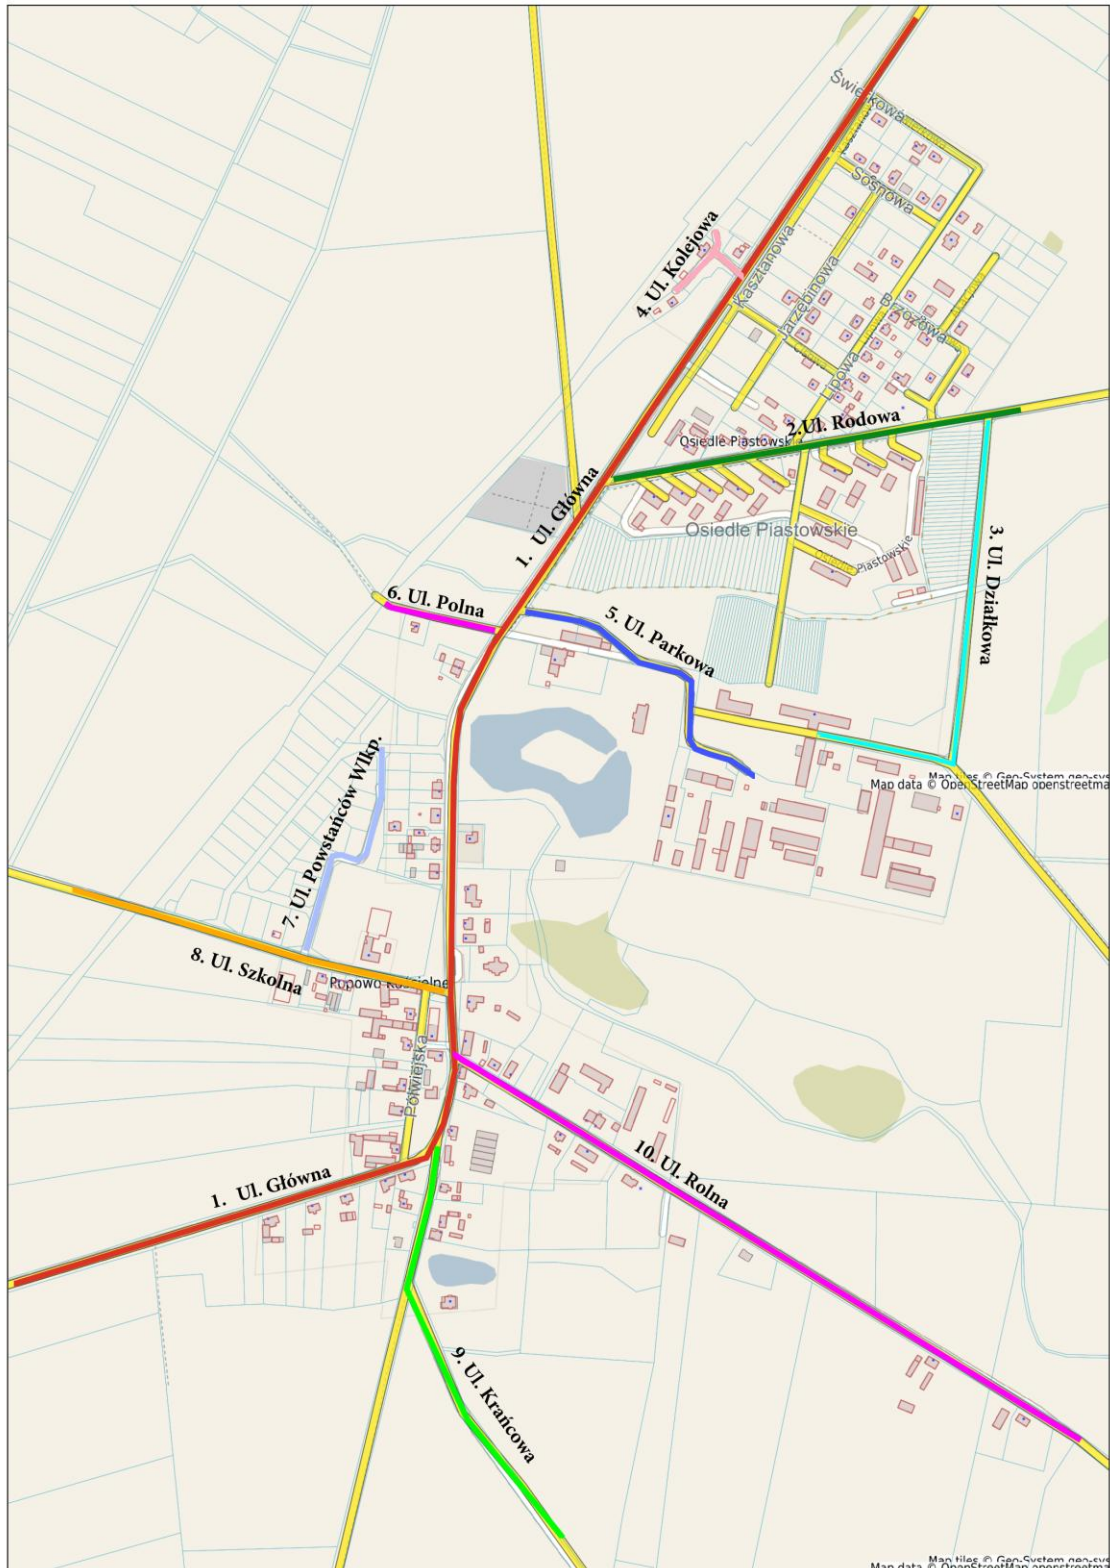 Świerkowa
Kasztanowa
Sosnowa
4. Ul. Kolejowa
Kasztanowa
Jarzębinowa
Brzozowa
Lipowa
2.Ul. Rodowa
Osiedle Piastowskie
1. Ul. Główna
Osiedle Piastowskie
Osiedle Piastowskie
3. Ul. Działkowa
6. Ul. Polna
5. Ul. Parkowa
7. Ul. Powstańców Wlkp.
Map tiles © Geo-System geo-sys
Map data © OpenStreetMap openstreetma
8. Ul. Szkolna
Popowo Kościelne
Półwiejska
10. Ul. Rolna
1. Ul. Główna
9. Ul. Krańcowa
Map tiles © Geo-System geo-sys
Map data © OpenStreetMap openstreetma